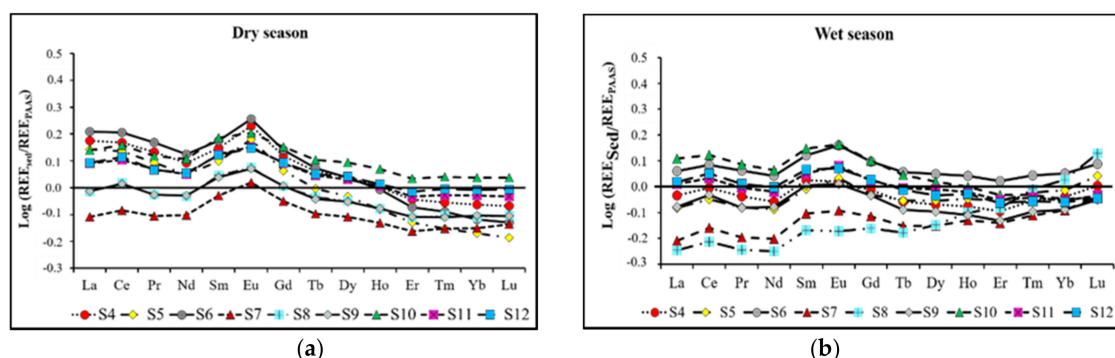 Dry season
Log (REEsed/REEPAAS)
0.5
0.4
0.3
0.2
0.1
0.0
-0.1
-0.2
-0.3
La Ce Pr Nd Sm Eu Gd Tb Dy Ho Er Tm Yb Lu
S4 S5 S6 S7 S8 S9 S10 S11 S12
(a)
Wet season
Log (REESed/REEPAAS)
0.5
0.4
0.3
0.2
0.1
0.0
-0.1
-0.2
-0.3
La Ce Pr Nd Sm Eu Gd Tb Dy Ho Er Tm Yb Lu
S4 S5 S6 S7 S8 S9 S10 S11 S12
(b)